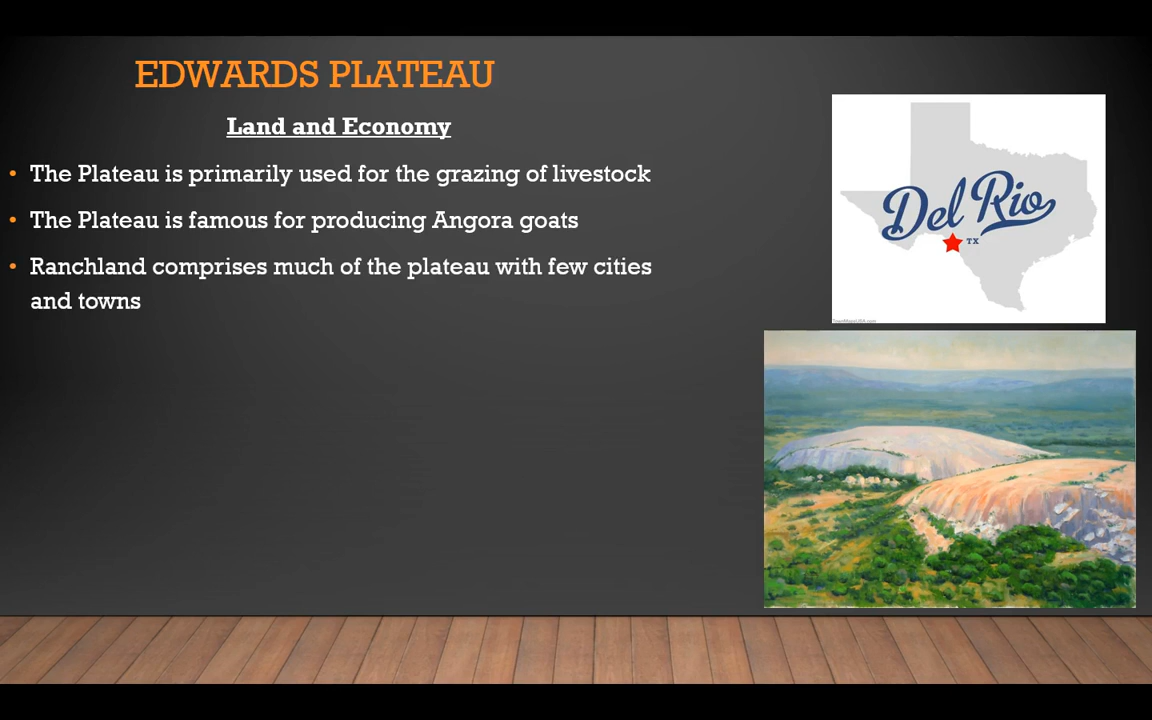 EDWARDS PLATEAU
Land and Economy
• The Plateau is primarily used for the grazing of livestock
• The Plateau is famous for producing Angora goats
• Ranchland comprises much of the plateau with few cities
and towns
Del Rio
TX